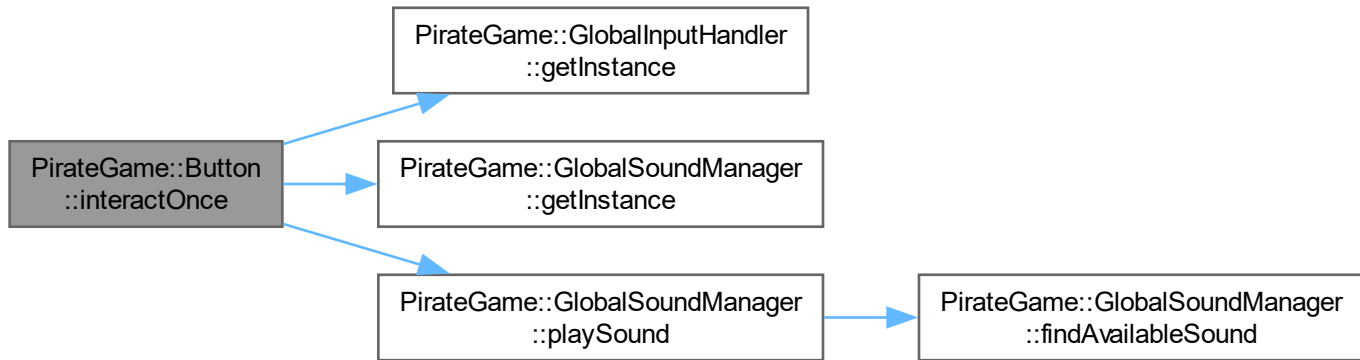 PirateGame::GlobalInputHandler
::getInstance
PirateGame::Button
::interactOnce
PirateGame::GlobalSoundManager
::getInstance
PirateGame::GlobalSoundManager
::playSound
PirateGame::GlobalSoundManager
::findAvailableSound